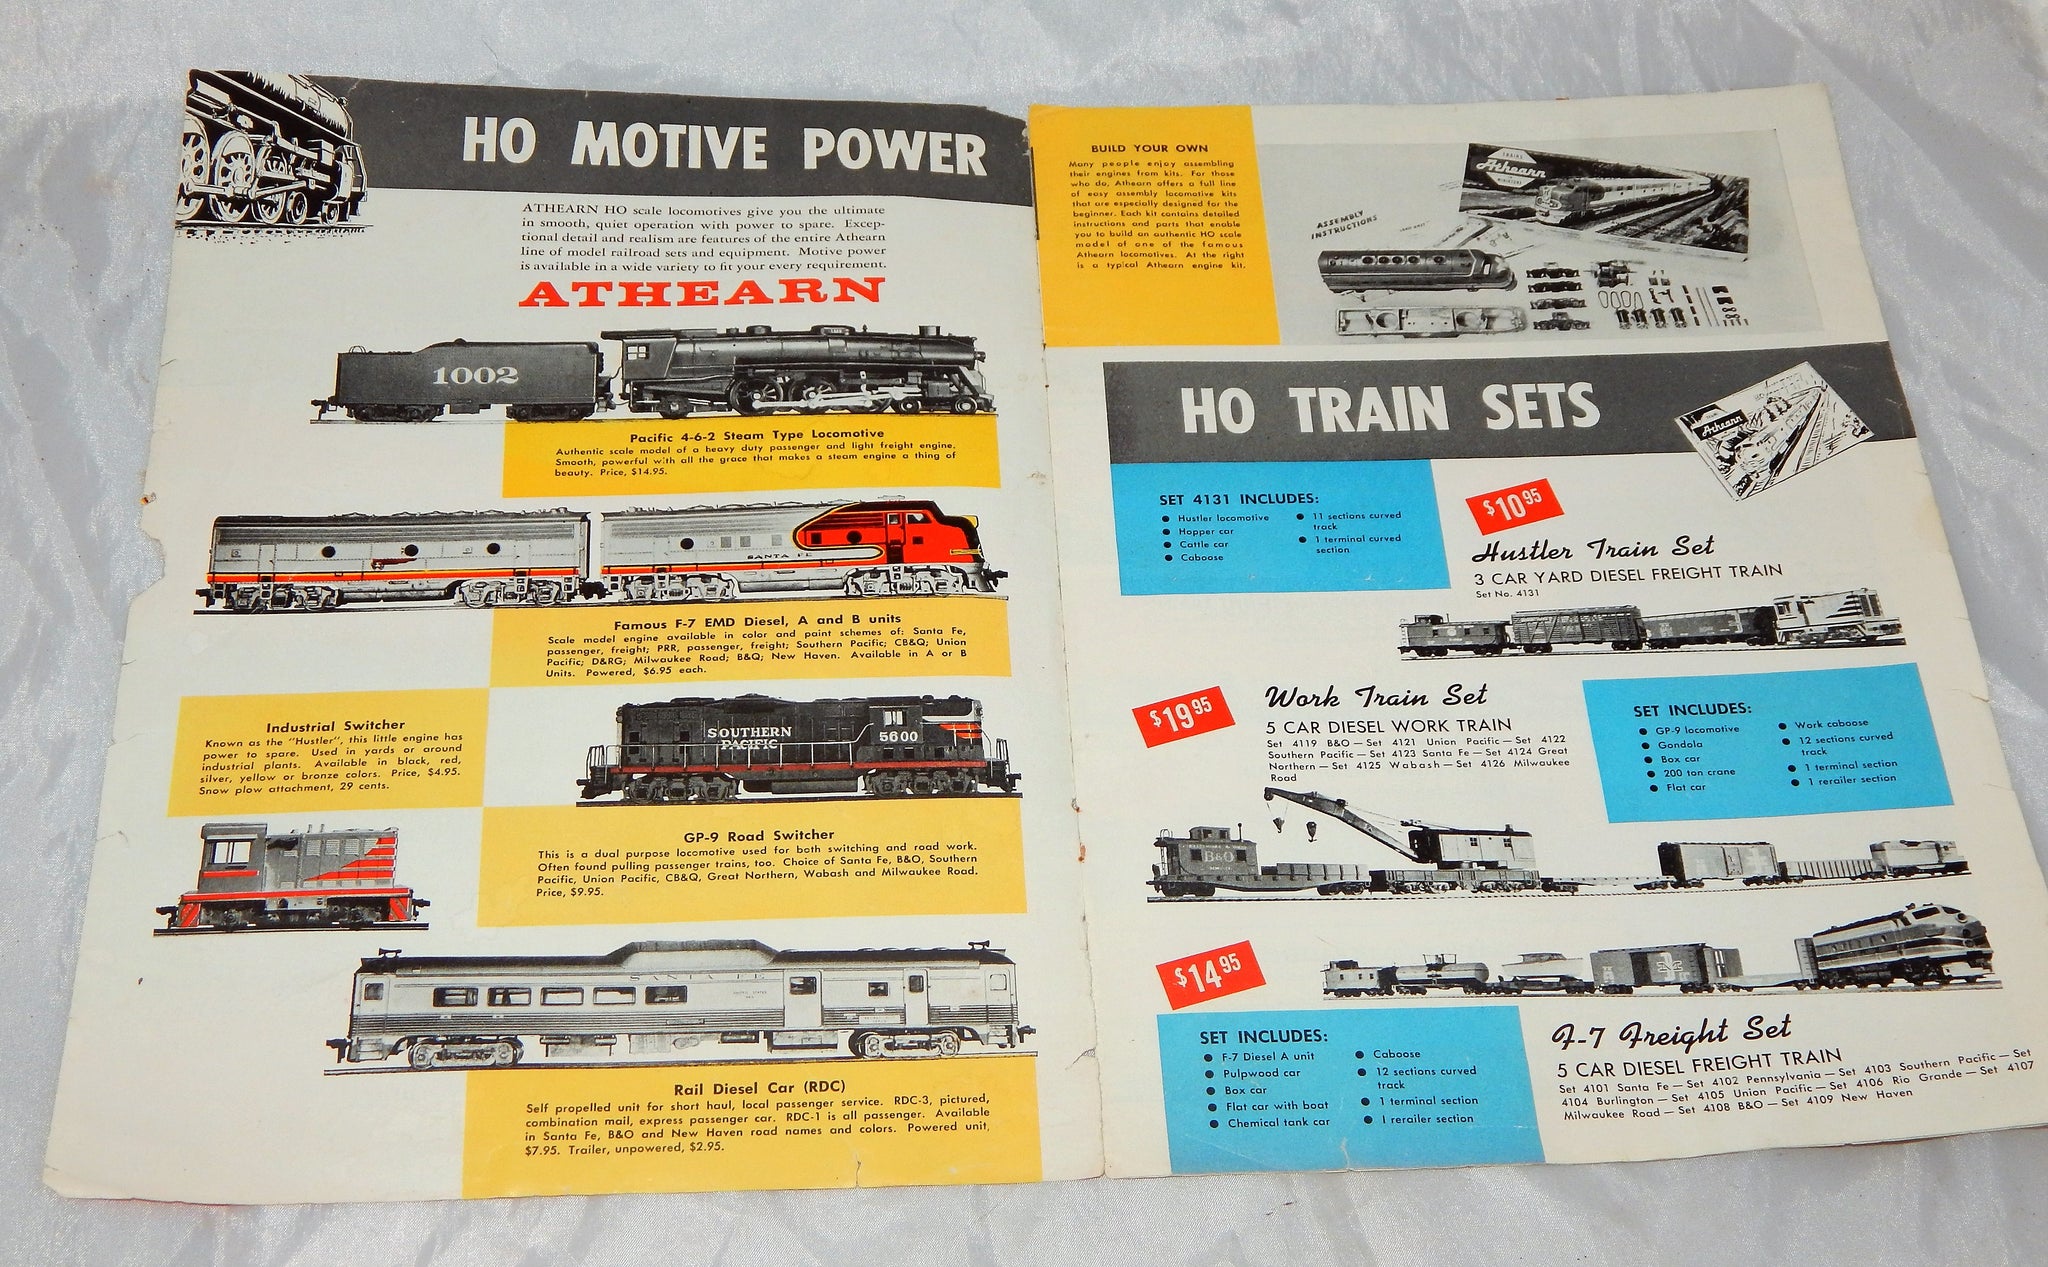 HO MOTIVE POWER
ATHEARN HO scale locomotives give you the ultimate
in smooth, quiet operation with power to spare. Excep-
tional detail and realism are features of the entire Athearn
line of model railroad sets and equipment. Motive power
is available in a wide variety to fit your every requirement.
ATHEARN
1002
Pacific 4-6-2 Steam Type Locomotive
Authentic scale model of a heavy duty passenger and light freight engine.
Smooth, powerful with all the grace that makes a steam engine a thing of
beauty. Price, $14.95.
SANTA FE
Famous F-7 EMD Diesel, A and B units
Scale model engine available in color and paint schemes of: Santa Fe,
passenger, freight; PRR, passenger, freight; Southern Pacific; CB&Q; Union
Pacific; D&RG; Milwaukee Road; B&Q; New Haven. Available in A or B
Units. Powered, $6.95 each.
Industrial Switcher
Known as the "Hustler", this little engine has
power to spare. Used in yards or around
industrial plants. Available in black, red,
silver, yellow or bronze colors. Price, $4.95.
Snow plow attachment, 29 cents.
SOUTHERN
PACIFIC
5600
GP-9 Road Switcher
This is a dual purpose locomotive used for both switching and road work.
Often found pulling passenger trains, too. Choice of Santa Fe, B&O, Southern
Pacific, Union Pacific, CB&Q, Great Northern, Wabash and Milwaukee Road.
Price, $9.95.
SANTA FE
Rail Diesel Car (RDC)
Self propelled unit for short haul, local passenger service. RDC-3, pictured,
combination mail, express passenger car. RDC-1 is all passenger. Available
in Santa Fe, B&O and New Haven road names and colors. Powered unit,
$7.95. Trailer, unpowered, $2.95.
BUILD YOUR OWN
Many people enjoy assembling
their engines from kits. For those
who do, Athearn offers a full line
of easy assembly locomotive kits
that are especially designed for the
beginner. Each kit contains detailed
instructions and parts that enable
you to build an authentic HO scale
model of one of the famous
Athearn locomotives. At the right
is a typical Athearn engine kit.
TRAINS
Athearn
MINIATURE
ASSEMBLY
INSTRUCTIONS
HO TRAIN SETS
Athearn
SET 4131 INCLUDES:
● Hustler locomotive
● Hopper car
● Cattle car
● Caboose
● 11 sections curved
track
● 1 terminal curved
section
$10 95
Hustler Train Set
3 CAR YARD DIESEL FREIGHT TRAIN
Set No. 4131
$19 95
Work Train Set
5 CAR DIESEL WORK TRAIN
Set 4119 B&O — Set 4121 Union Pacific — Set 4122
Southern Pacific — Set 4123 Santa Fe — Set 4124 Great
Northern — Set 4125 Wabash — Set 4126 Milwaukee
Road
SET INCLUDES:
● GP-9 locomotive
● Gondola
● Box car
● 200 ton crane
● Flat car
● Work caboose
● 12 sections curved
track
● 1 terminal section
● 1 rerailer section
B&O
$14 95
SET INCLUDES:
● F-7 Diesel A unit
● Pulpwood car
● Box car
● Flat car with boat
● Chemical tank car
● Caboose
● 12 sections curved
track
● 1 terminal section
● 1 rerailer section
F-7 Freight Set
5 CAR DIESEL FREIGHT TRAIN
Set 4101 Santa Fe — Set 4102 Pennsylvania — Set 4103 Southern Pacific — Set
4104 Burlington — Set 4105 Union Pacific — Set 4106 Rio Grande — Set 4107
Milwaukee Road — Set 4108 B&O — Set 4109 New Haven